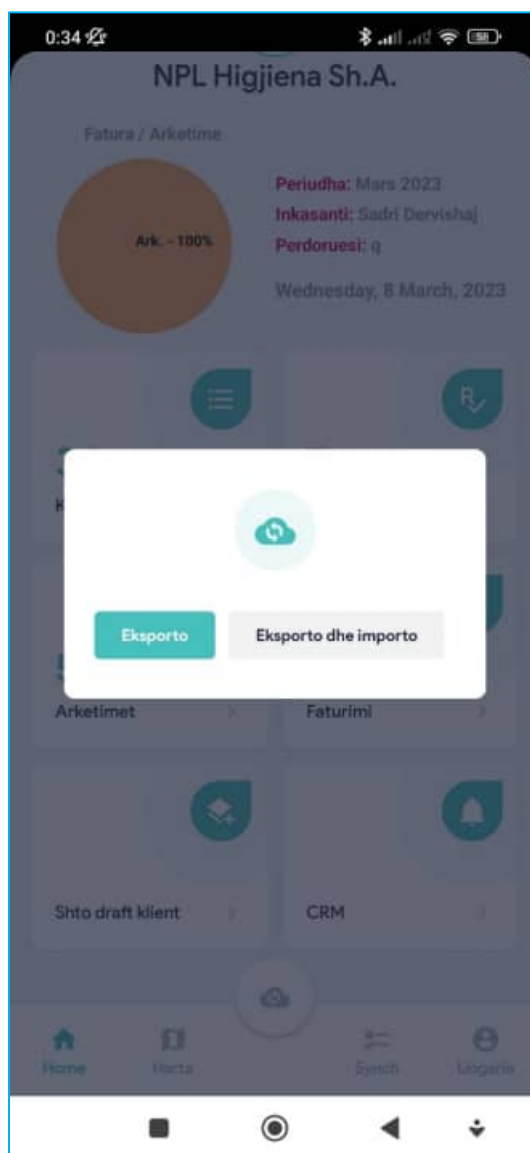 0:34
58
NPL Higjiena Sh.A.
Fatura / Arketime
Ark. - 100%
Periudha: Mars 2023
Inkasanti: Sadri Dervishaj
Perdoruesi: q
Wednesday, 8 March, 2023
Eksporto
Eksporto dhe importo
Arketimet
Faturimi
Shto draft klient
CRM
Home
Harta
Synch